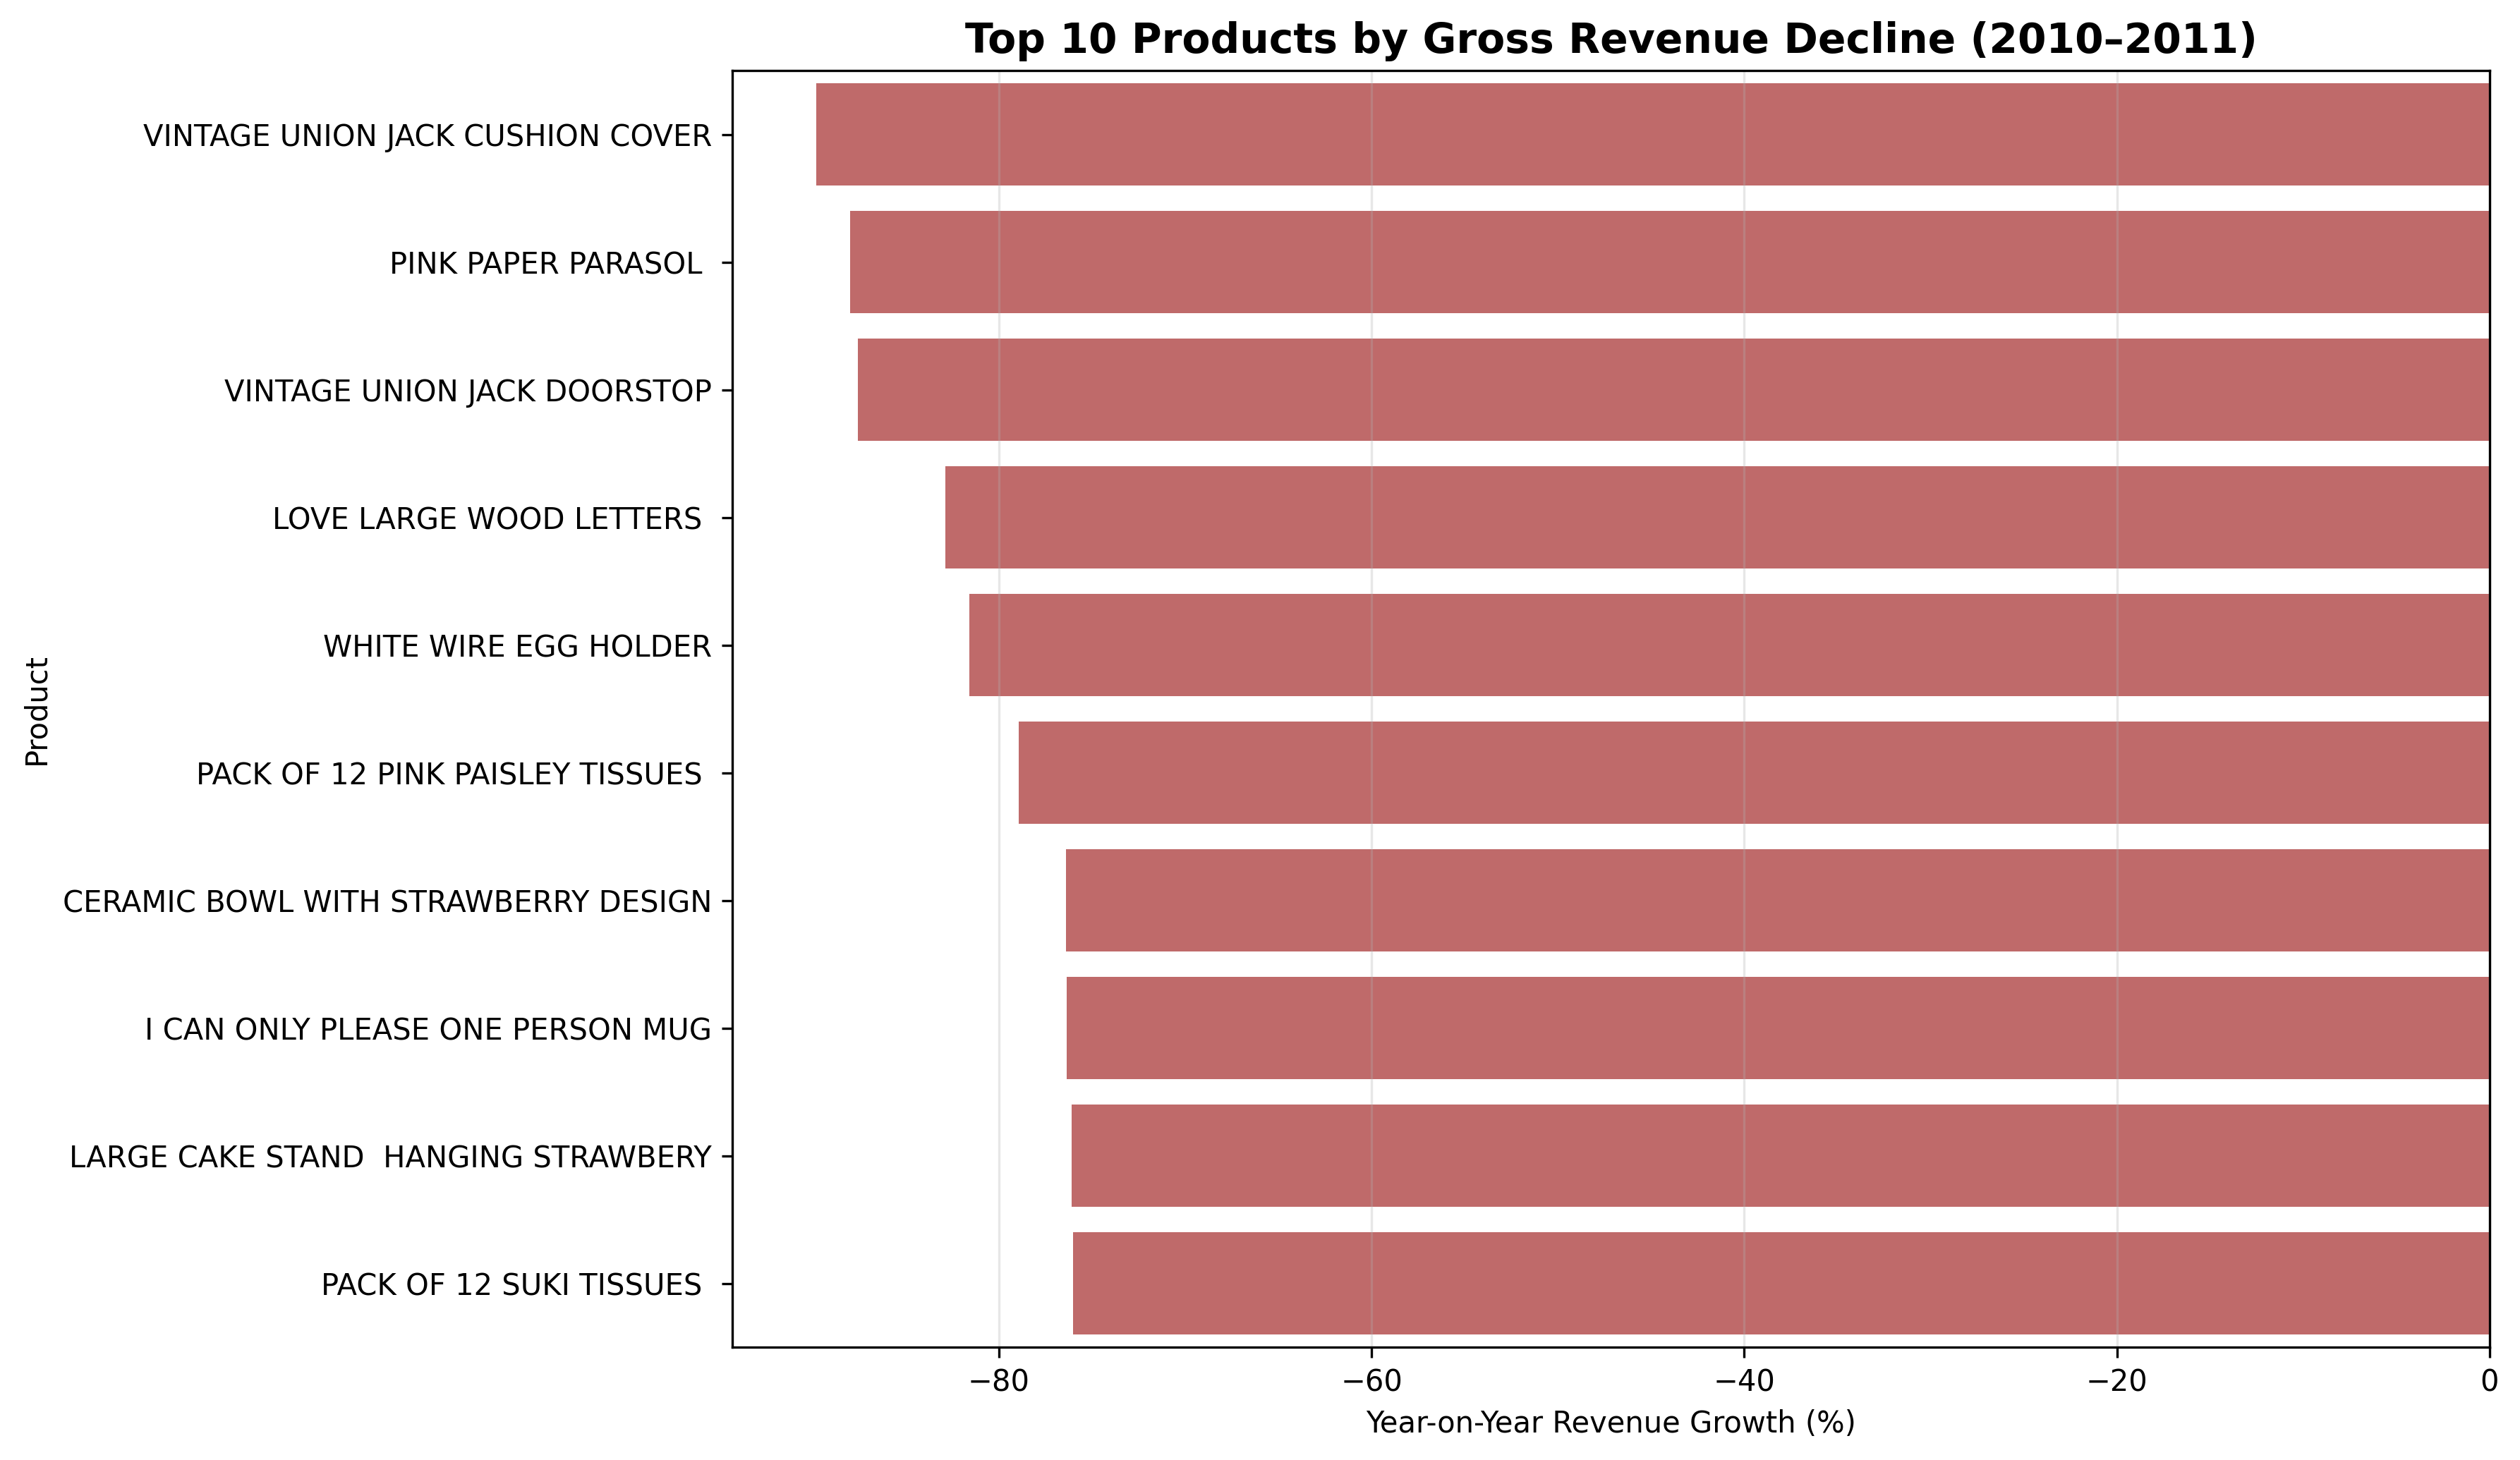 Top 10 Products by Gross Revenue Decline (2010–2011)
Product
VINTAGE UNION JACK CUSHION COVER
PINK PAPER PARASOL
VINTAGE UNION JACK DOORSTOP
LOVE LARGE WOOD LETTERS
WHITE WIRE EGG HOLDER
PACK OF 12 PINK PAISLEY TISSUES
CERAMIC BOWL WITH STRAWBERRY DESIGN
I CAN ONLY PLEASE ONE PERSON MUG
LARGE CAKE STAND  HANGING STRAWBERY
PACK OF 12 SUKI TISSUES
−80 −60 −40 −20 0
Year-on-Year Revenue Growth (%)